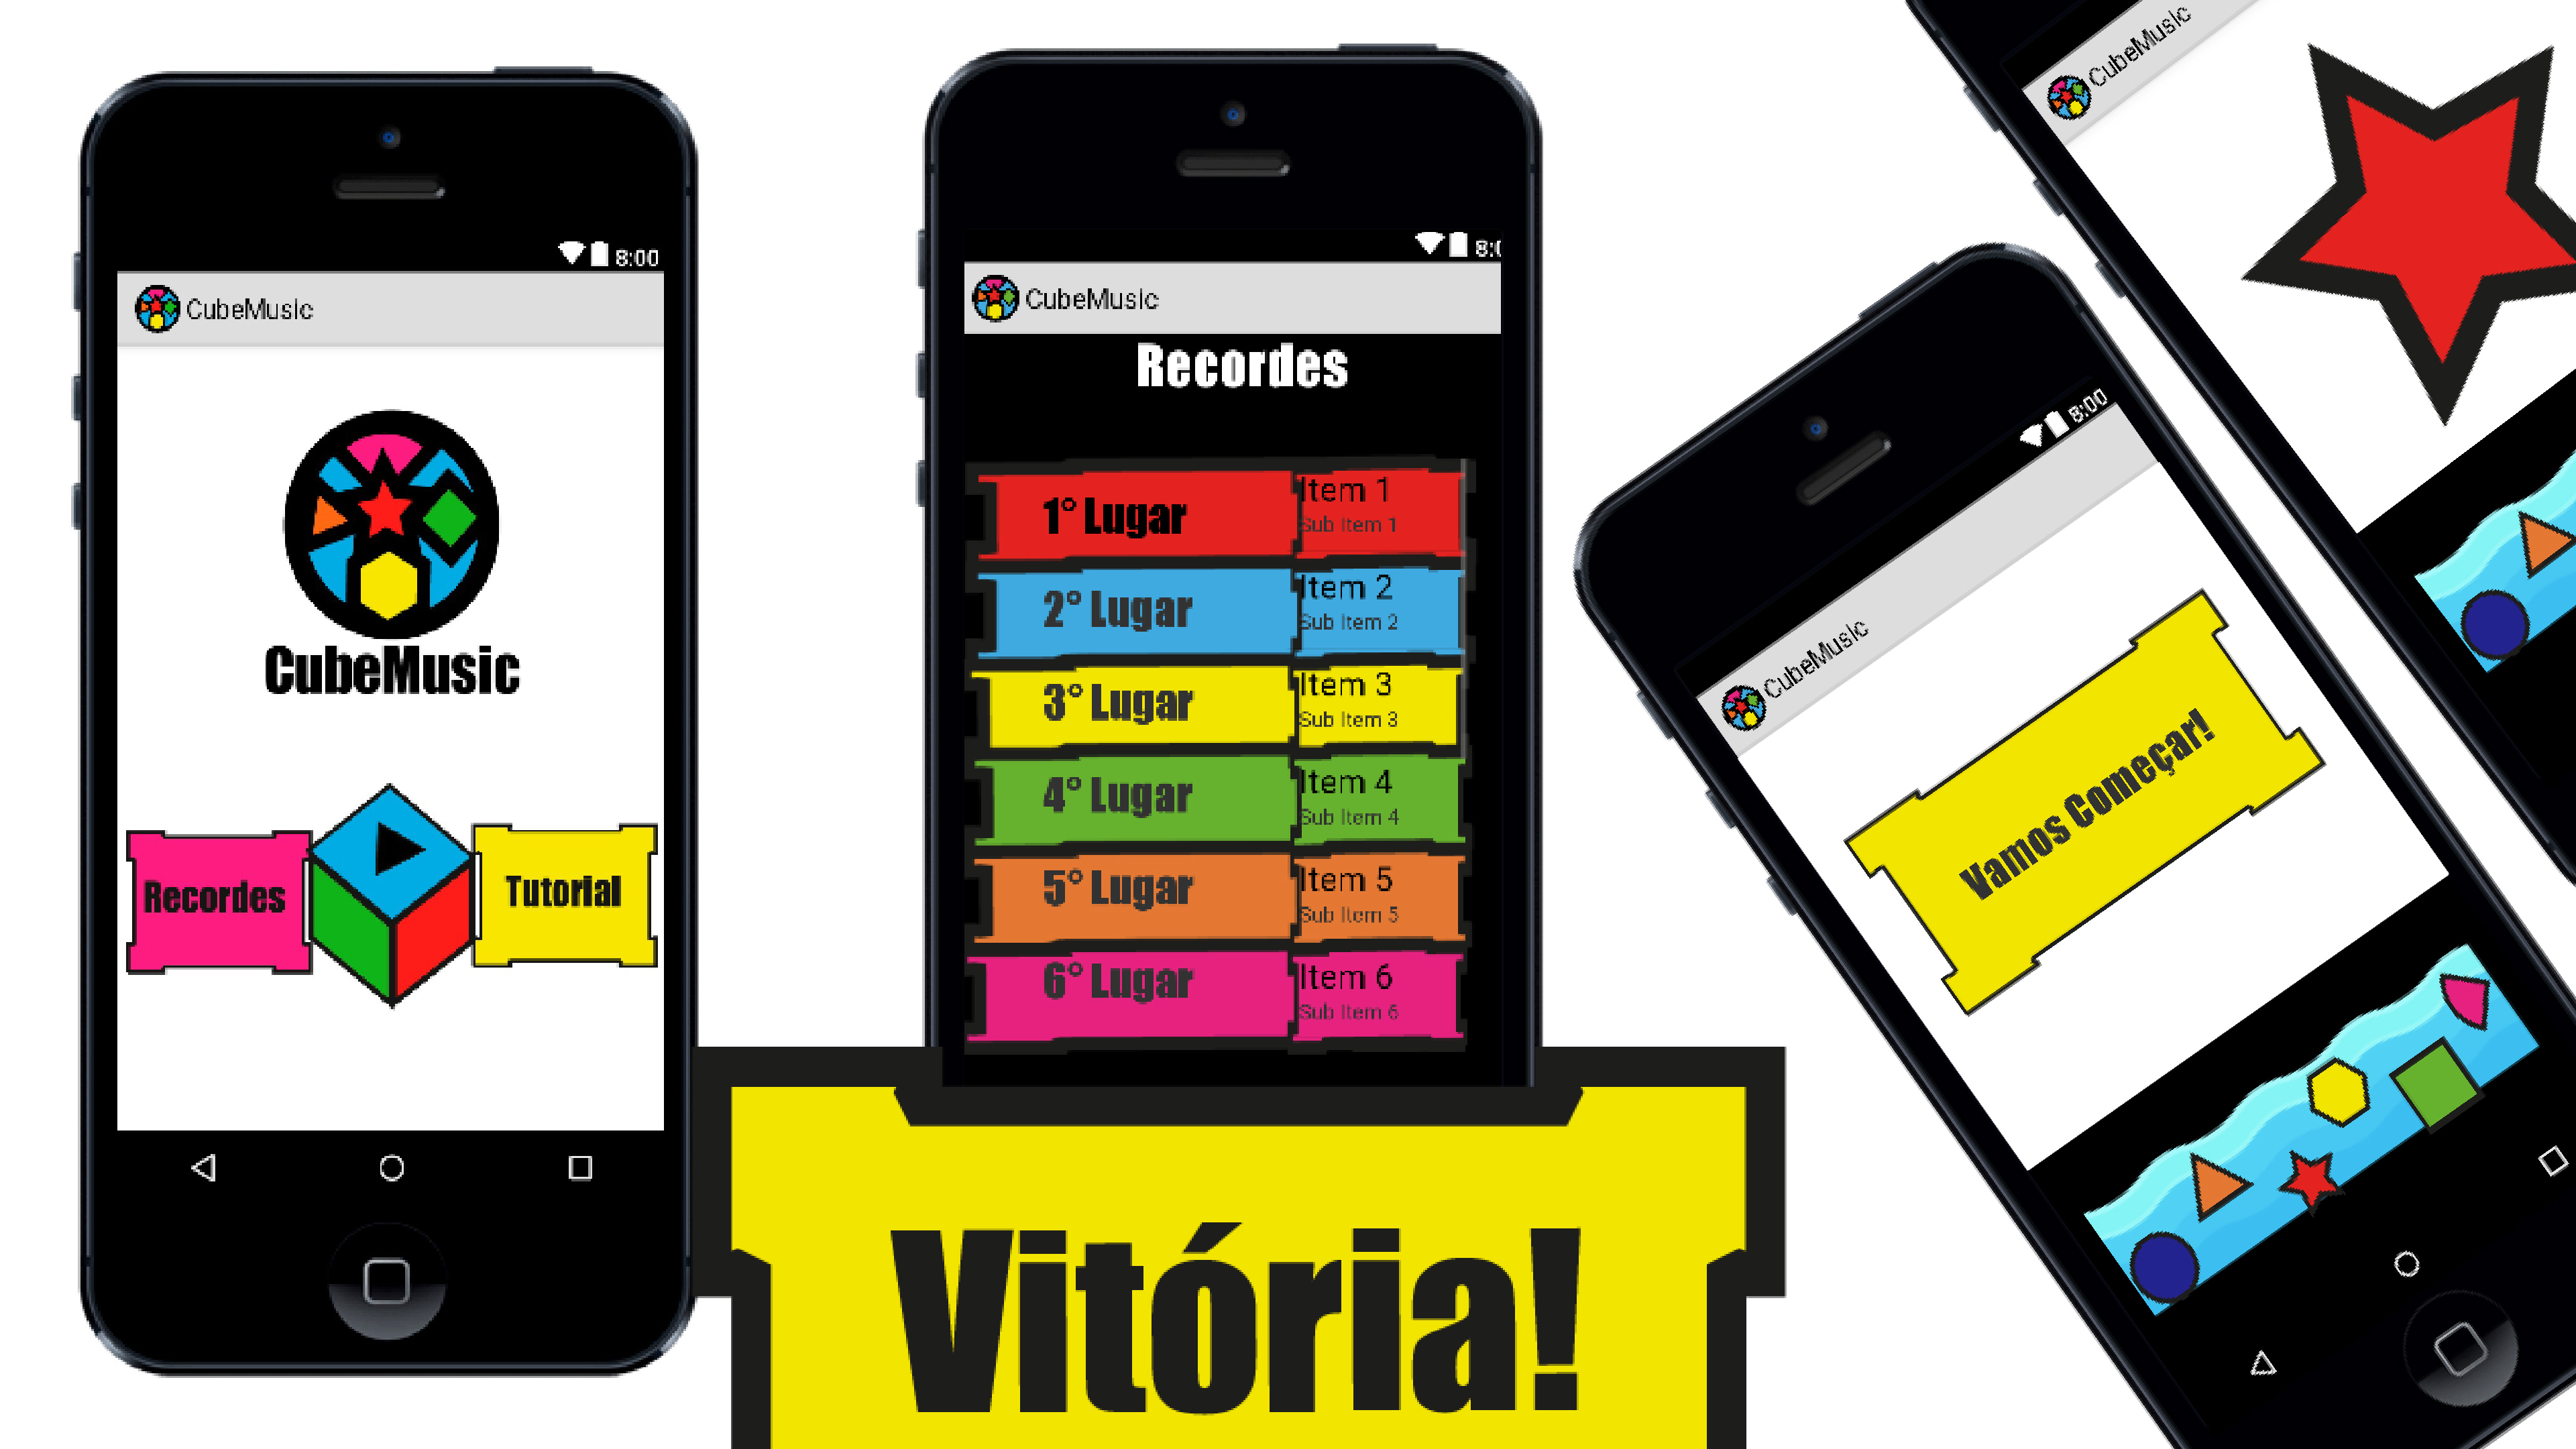 8:00
CubeMusic
CubeMusic
Recordes
Tutorial
8:0
CubeMusic
Recordes
1° Lugar
Item 1
Sub Item 1
2° Lugar
Item 2
Sub Item 2
3° Lugar
Item 3
Sub Item 3
4° Lugar
Item 4
Sub Item 4
5° Lugar
Item 5
Sub Item 5
6° Lugar
Item 6
Sub Item 6
Vitória!
8:00
CubeMusic
Vamos Começar!
CubeMusic